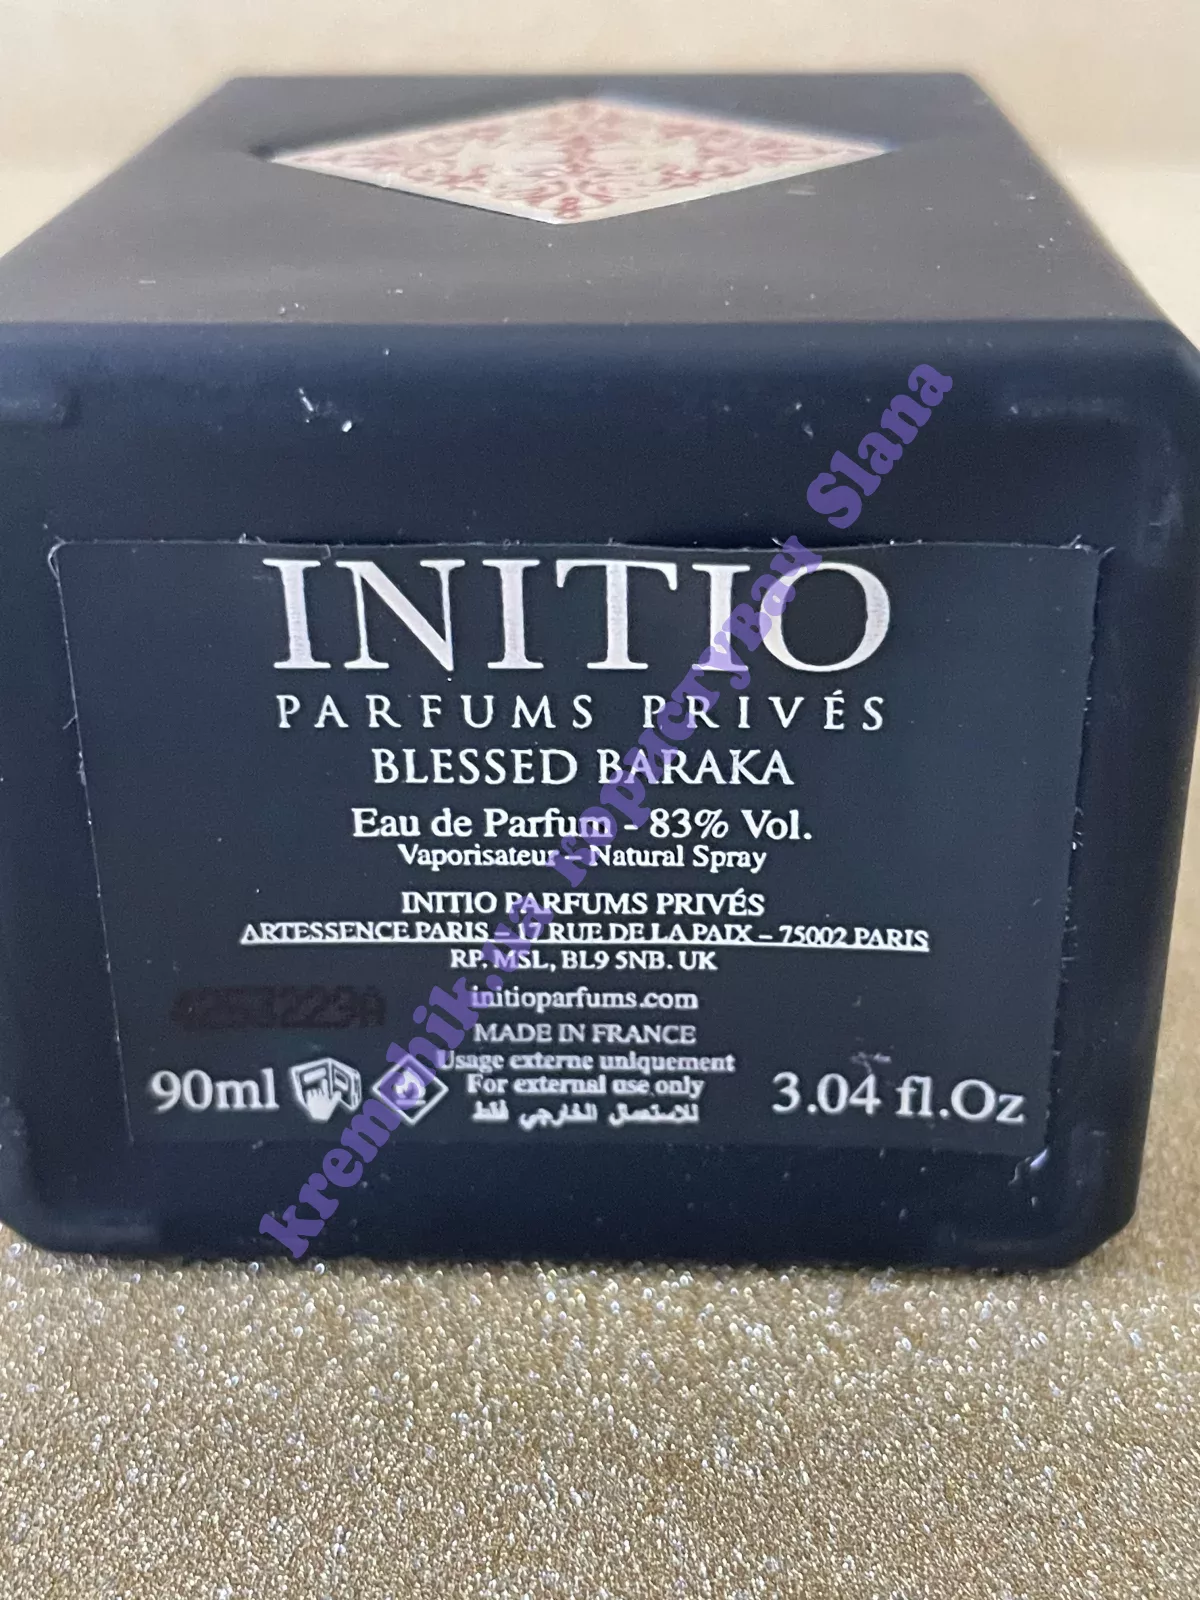 INITIO
PARFUMS PRIVÉS
BLESSED BARAKA
Eau de Parfum - 83% Vol.
Vaporisateur – Natural Spray
INITIO PARFUMS PRIVÉS
ARTESSENCE PARIS – 17 RUE DE LA PAIX – 75002 PARIS
RP. MSL, BL9 5NB. UK
initioparfums.com
MADE IN FRANCE
Usage externe uniquement
For external use only
للاستعمال الخارجي فقط
90ml
3.04 fl.Oz
kremchik.ua користувач Slana